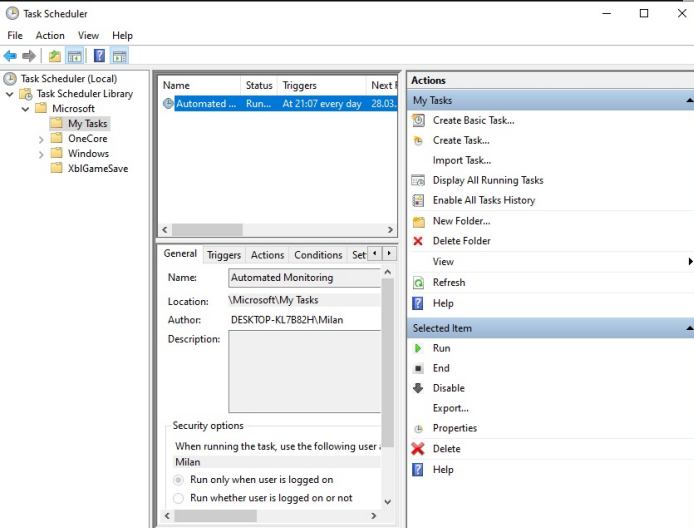 Task Scheduler
File Action View Help
Task Scheduler (Local)
Task Scheduler Library
Microsoft
My Tasks
OneCore
Windows
XblGameSave
Name Status Triggers Next
Automated ... Run... At 21:07 every day 28.03.
General Triggers Actions Conditions Set
Name: Automated Monitoring
Location: \Microsoft\My Tasks
Author: DESKTOP-KL7B82H\Milan
Description:
Security options
When running the task, use the following user
Milan
Run only when user is logged on
Run whether user is logged on or not
Actions
My Tasks
Create Basic Task...
Create Task...
Import Task...
Display All Running Tasks
Enable All Tasks History
New Folder...
Delete Folder
View
Refresh
Help
Selected Item
Run
End
Disable
Export...
Properties
Delete
Help